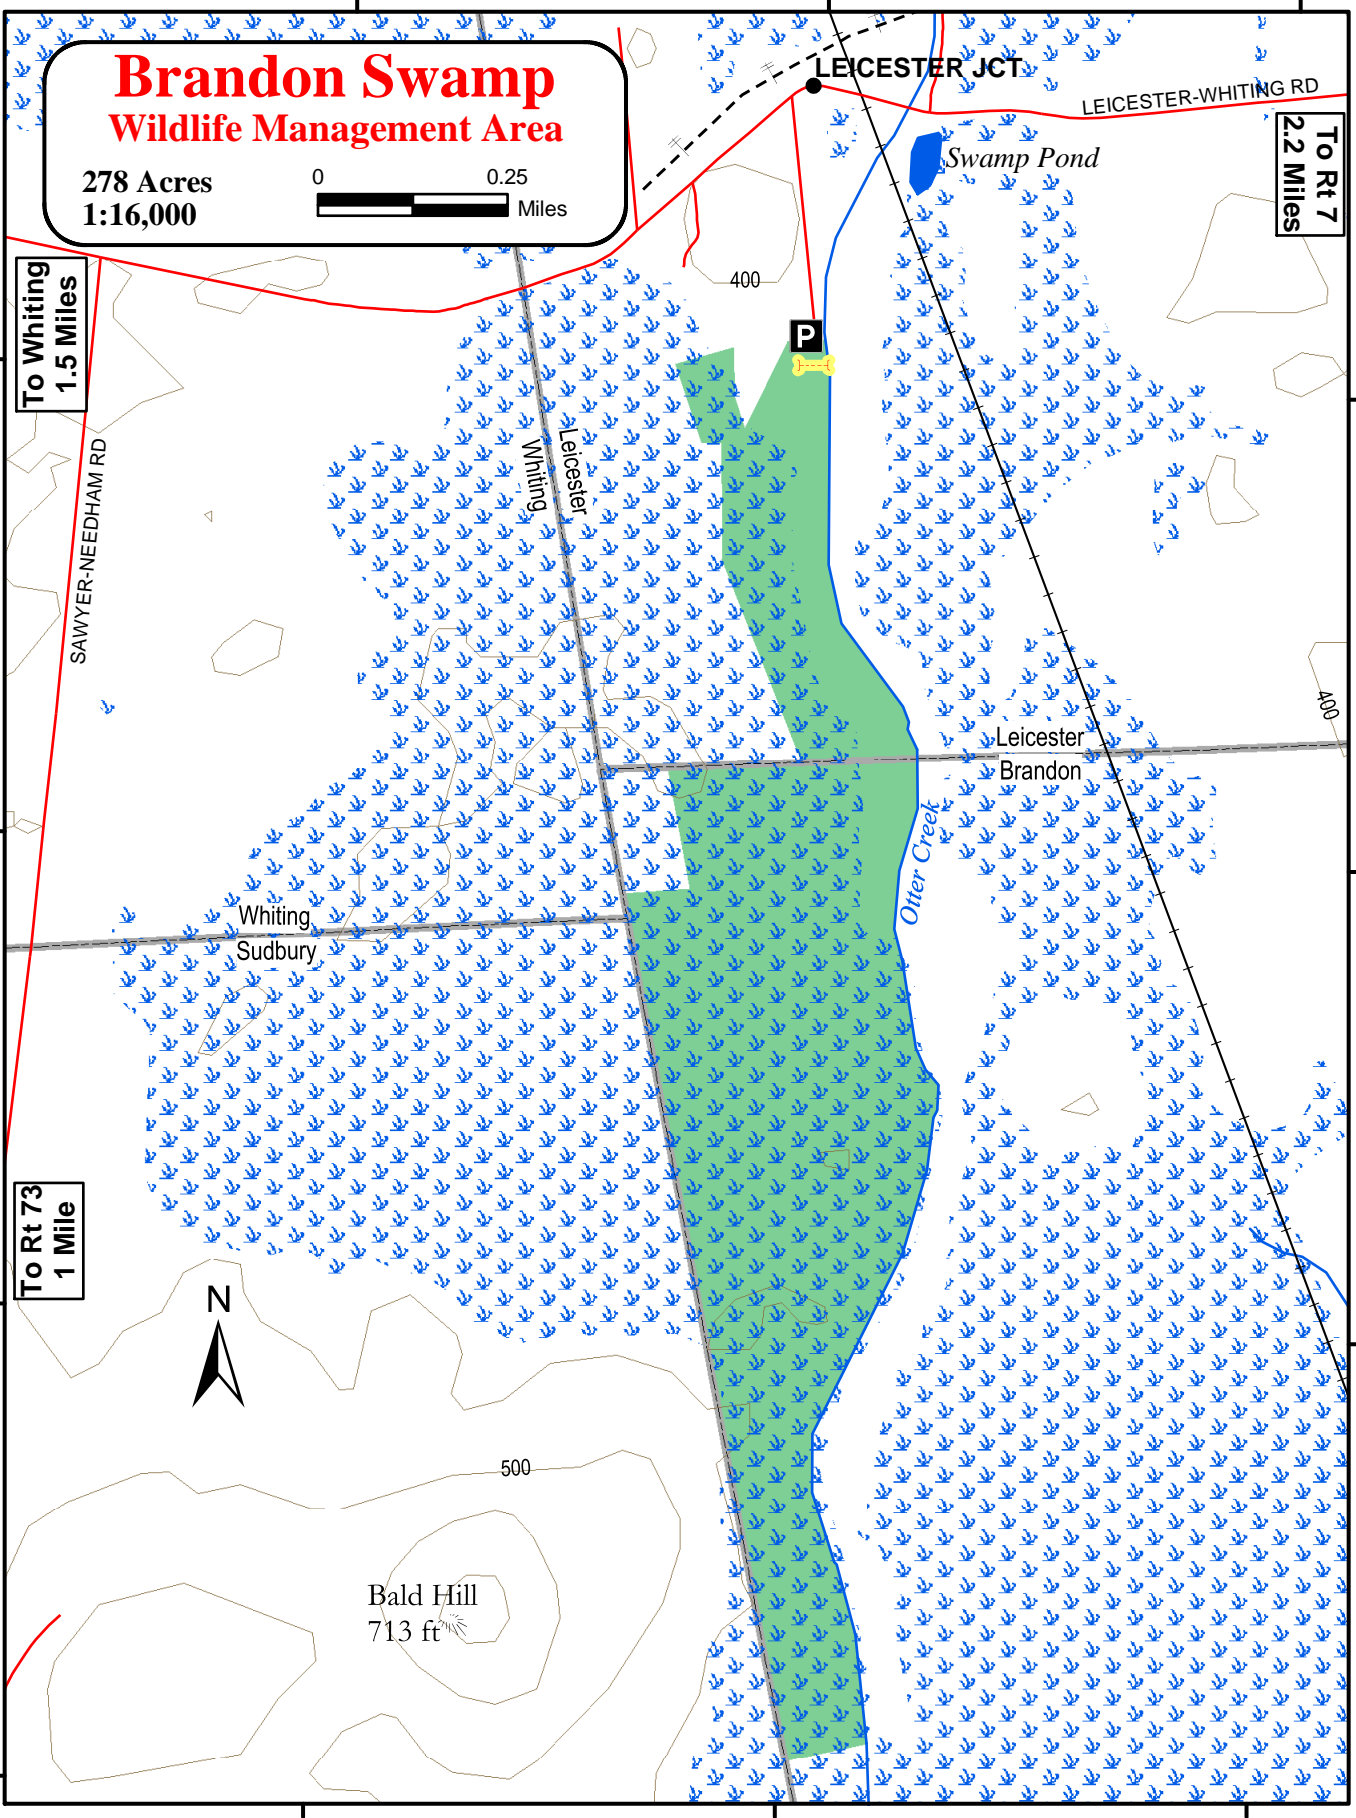 Brandon Swamp
Wildlife Management Area
278 Acres
1:16,000
0 0.25
Miles
LEICESTER JCT
LEICESTER-WHITING RD
Swamp Pond
To Rt 7
2.2 Miles
To Whiting
1.5 Miles
400
P
SAWYER-NEEDHAM RD
Leicester
Whiting
400
Leicester
Brandon
Otter Creek
Whiting
Sudbury
To Rt 73
1 Mile
N
500
Bald Hill
713 ft